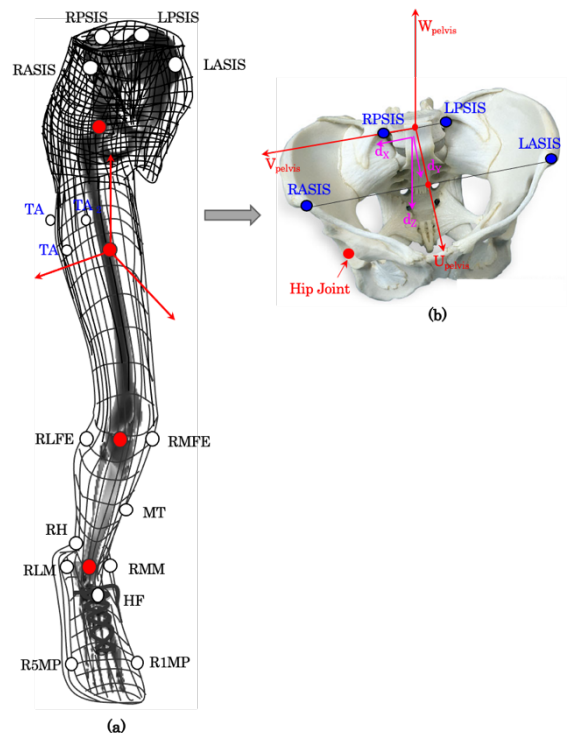 RPSIS LPSIS
RASIS
LASIS
TA
TA
TA
RLFE
RMFE
MT
RH
RLM
RMM
HF
R5MP
R1MP
(a)
Wpelvis
RPSIS
LPSIS
LASIS
dX
Vpelvis
RASIS
dZ
Upelvis
Hip Joint
(b)